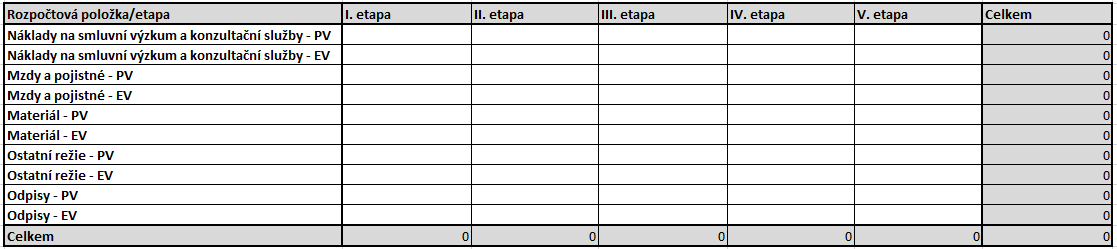 Rozpočtová položka/etapa I. etapa II. etapa III. etapa IV. etapa V. etapa Celkem
Náklady na smluvní výzkum a konzultační služby - PV 0
Náklady na smluvní výzkum a konzultační služby - EV 0
Mzdy a pojistné - PV 0
Mzdy a pojistné - EV 0
Materiál - PV 0
Materiál - EV 0
Ostatní režie - PV 0
Ostatní režie - EV 0
Odpisy - PV 0
Odpisy - EV 0
Celkem 0 0 0 0 0 0